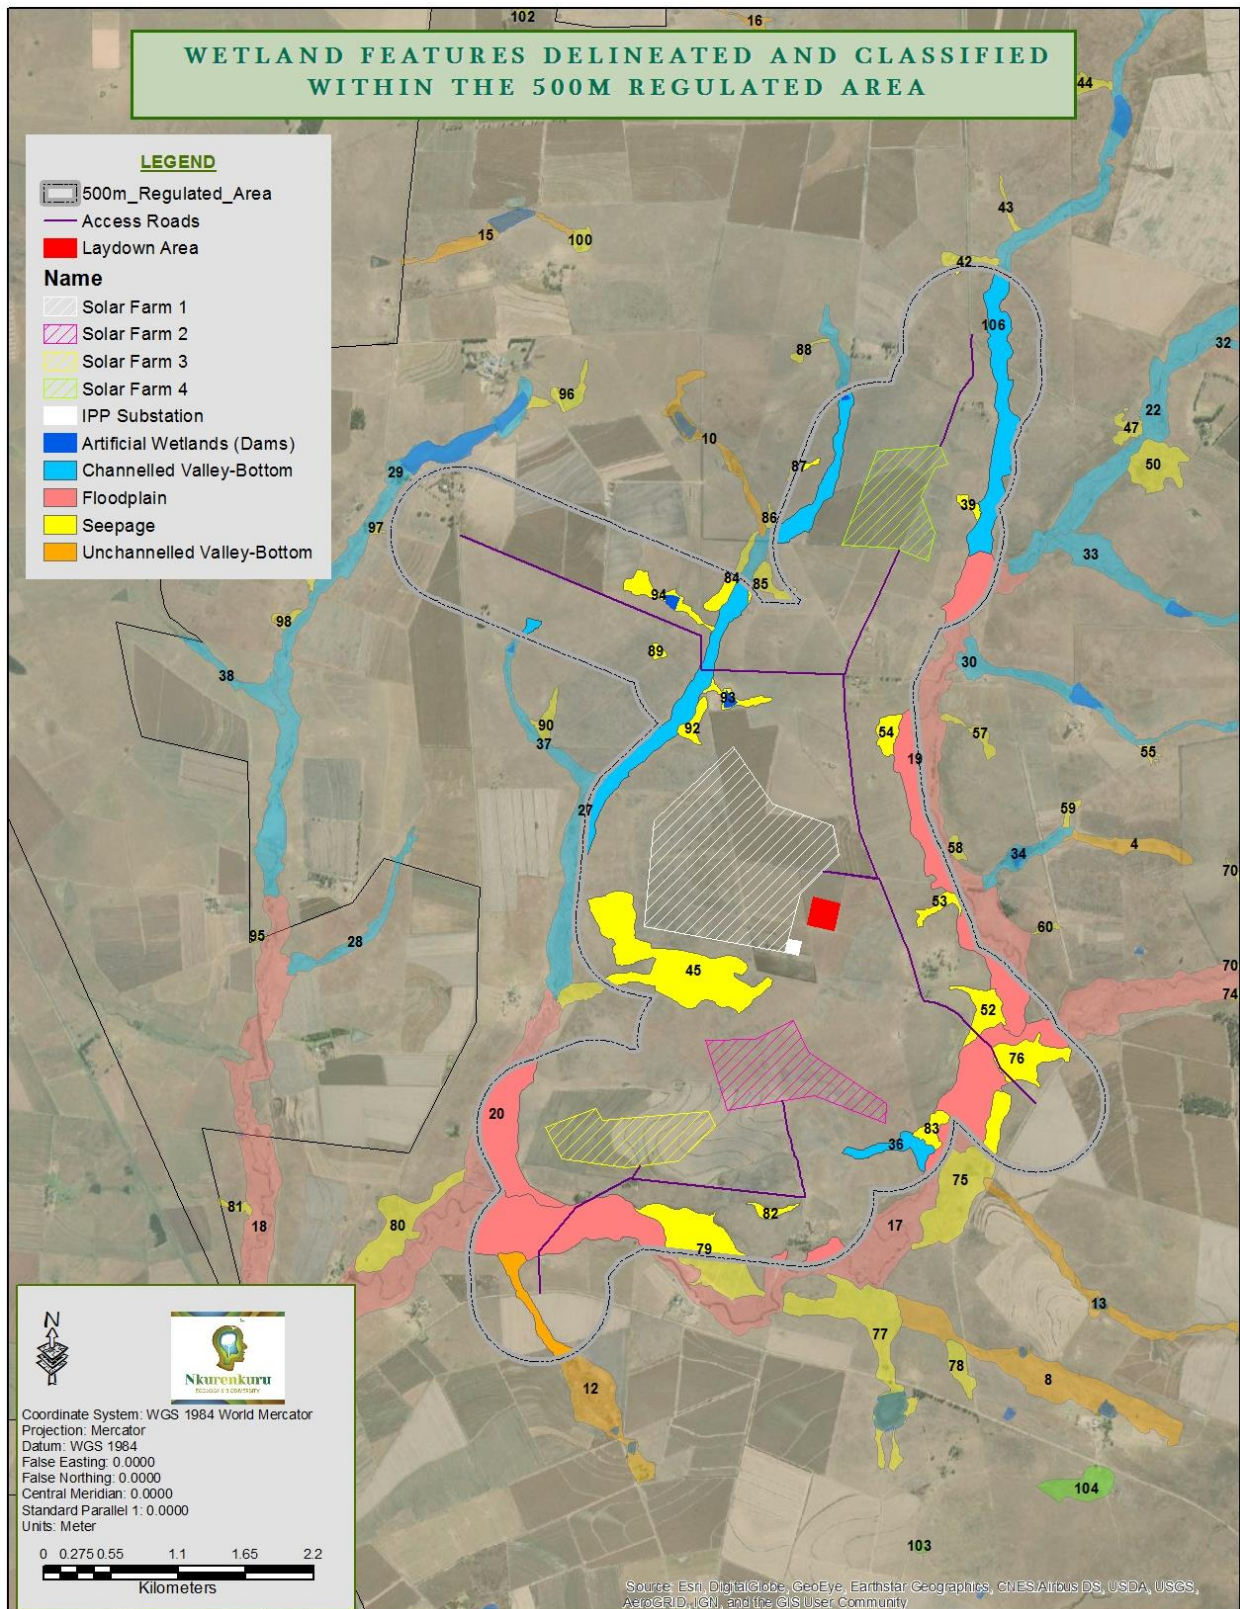 102
16
WETLAND FEATURES DELINEATED AND CLASSIFIED
WITHIN THE 500M REGULATED AREA
44
LEGEND
500m_Regulated_Area
Access Roads
Laydown Area
Name
Solar Farm 1
Solar Farm 2
Solar Farm 3
Solar Farm 4
IPP Substation
Artificial Wetlands (Dams)
Channelled Valley-Bottom
Floodplain
Seepage
Unchannelled Valley-Bottom
43
15
100
42
106
32
88
96
22
47
10
50
29
87
39
86
97
33
84
85
94
98
89
30
38
93
90
92
54
57
37
55
19
27
59
58
34
4
70
53
60
95
28
45
70
74
52
76
20
83
36
75
81
18
80
82
17
79
13
77
78
8
12
104
103
N
Nkurenkuru
Coordinate System: WGS 1984 World Mercator
Projection: Mercator
Datum: WGS 1984
False Easting: 0.0000
False Northing: 0.0000
Central Meridian: 0.0000
Standard Parallel 1: 0.0000
Units: Meter
0 0.275 0.55 1.1 1.65 2.2
Kilometers
Source: Esri, DigitalGlobe, GeoEye, Earthstar Geographics, CNES/Airbus DS, USDA, USGS,
AeroGRID, IGN, and the GIS User Community